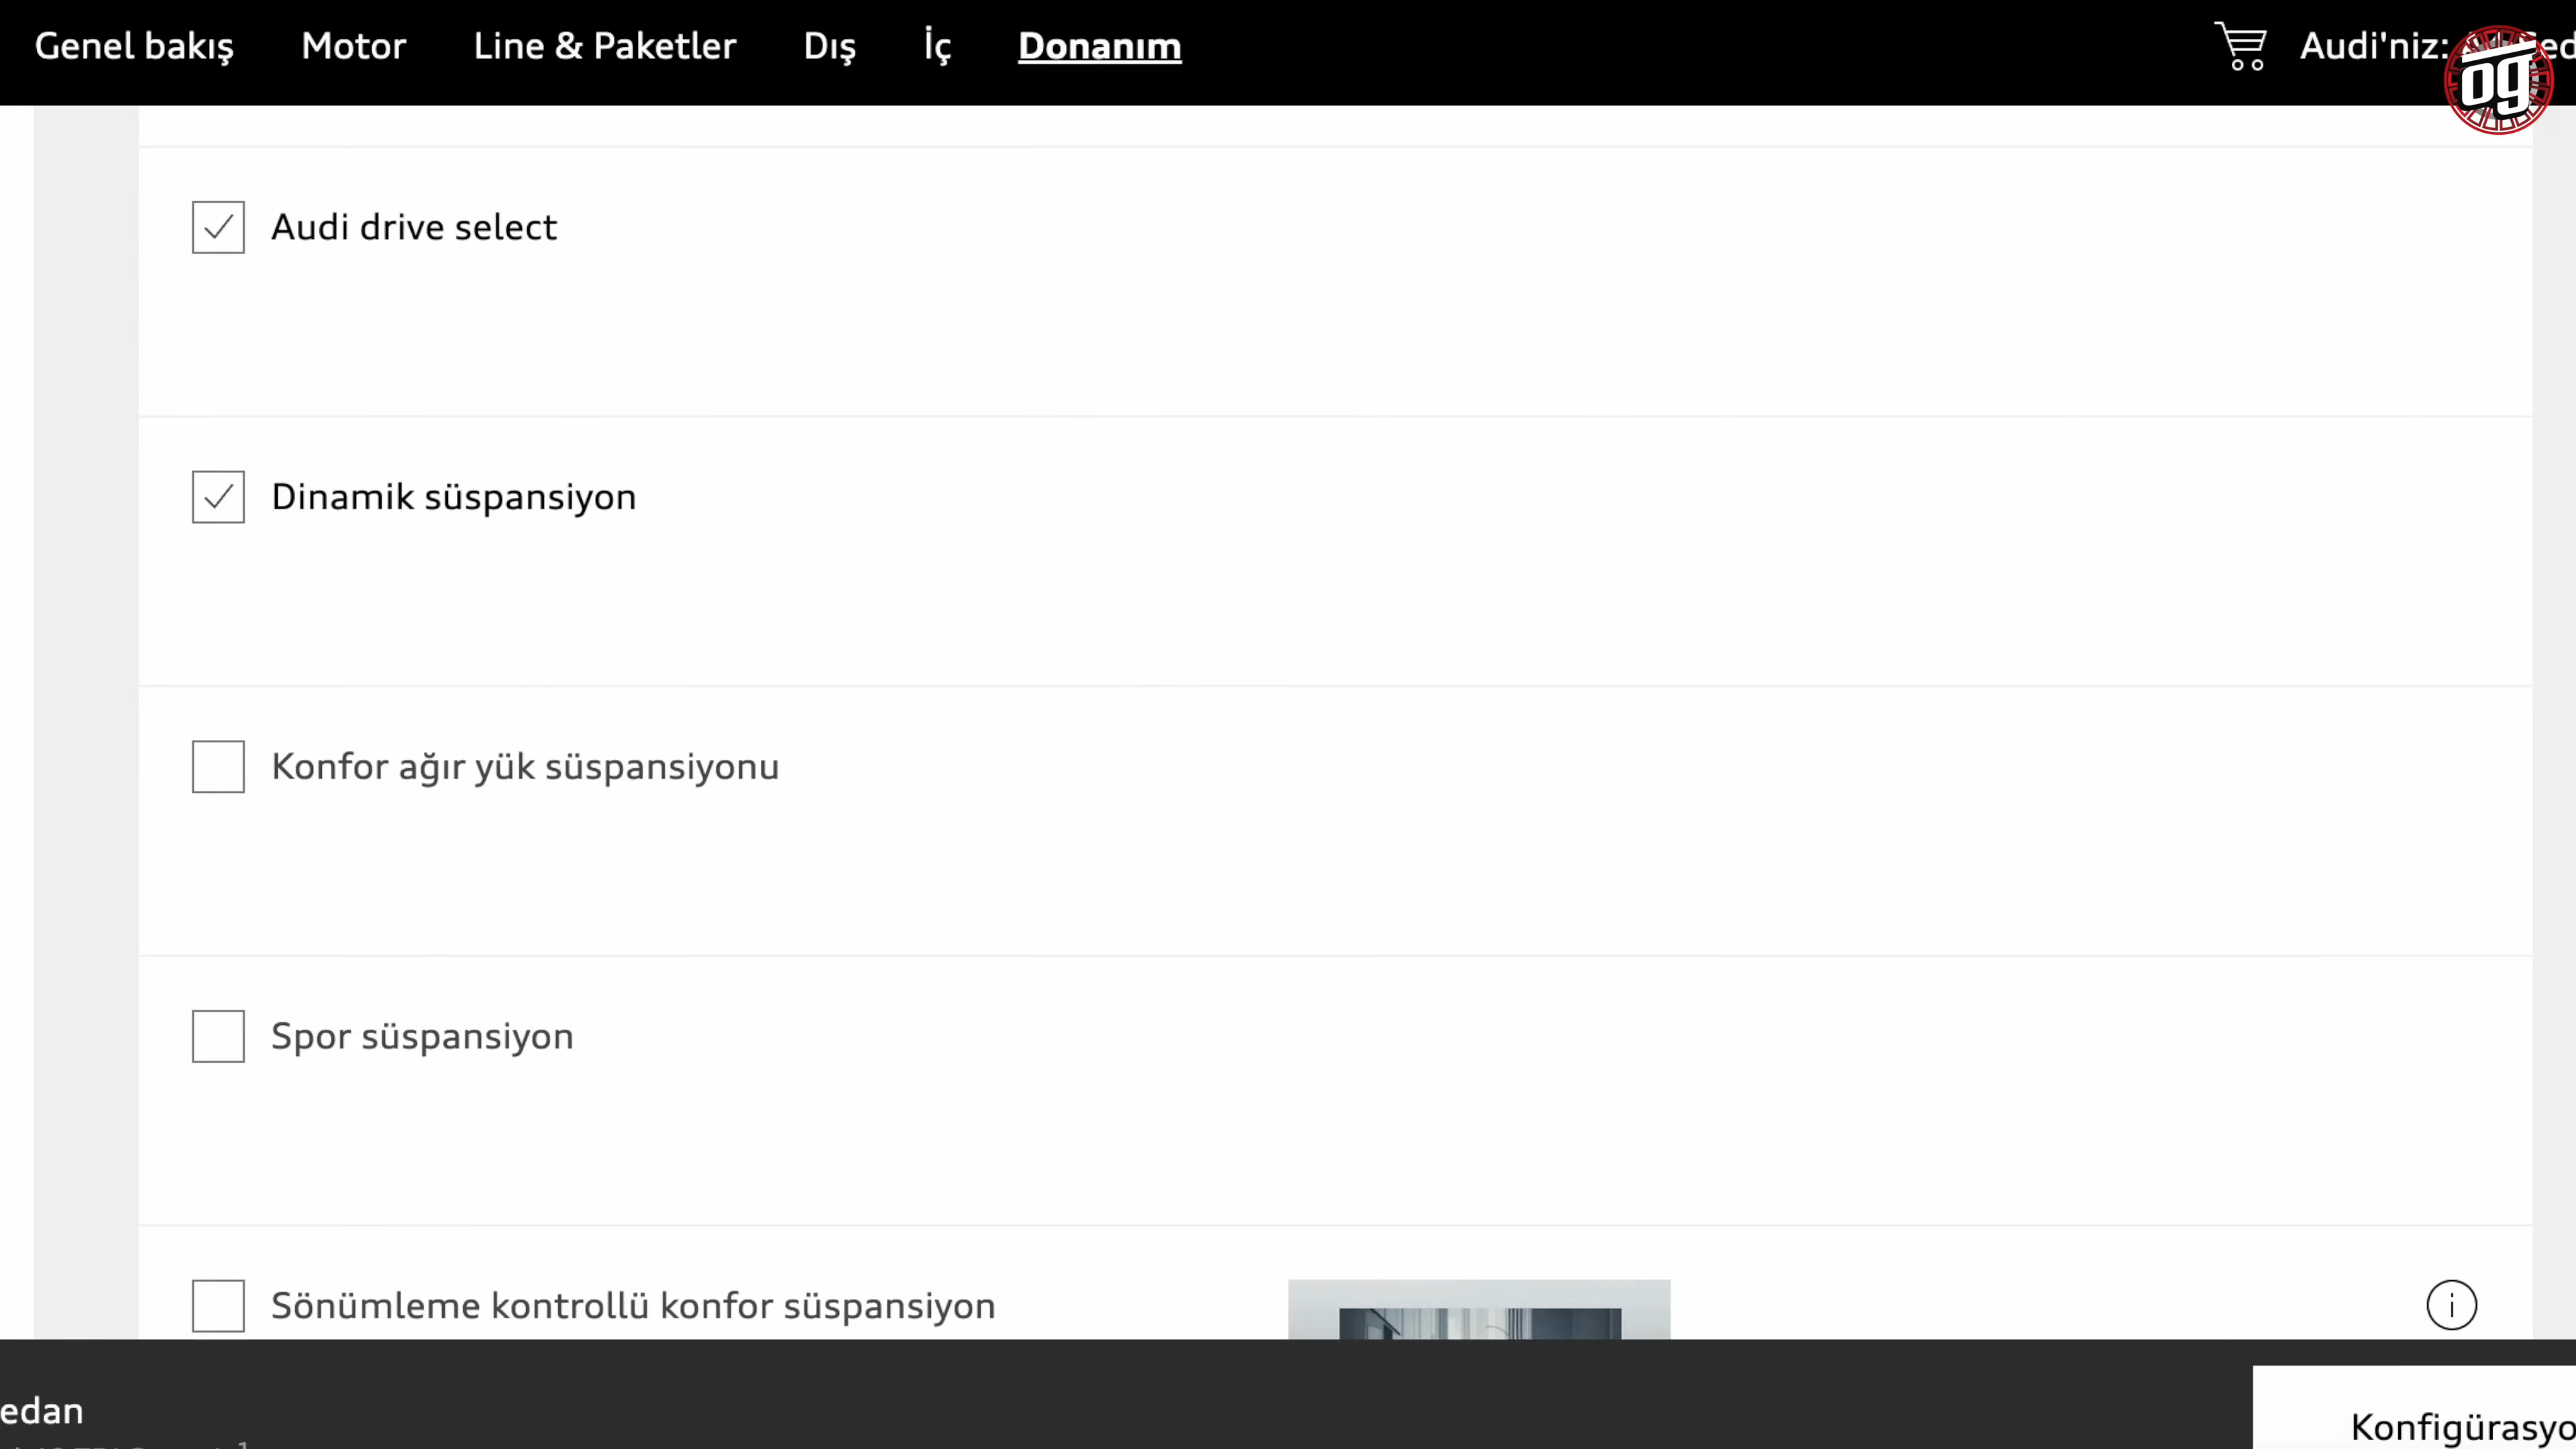 Genel bakış Motor Line & Paketler Dış İç Donanım Audi'niz:
og
Audi drive select
Dinamik süspansiyon
Konfor ağır yük süspansiyonu
Spor süspansiyon
Sönümleme kontrollü konfor süspansiyon
edan
Konfigürasyo